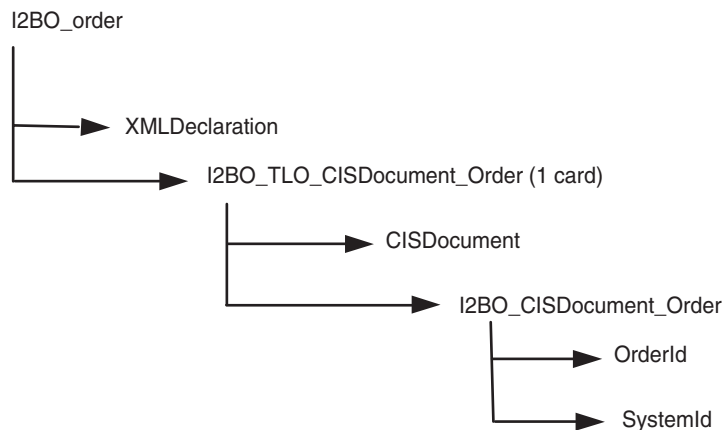 I2BO_order
XMLDeclaration
I2BO_TLO_CISDocument_Order (1 card)
CISDocument
I2BO_CISDocument_Order
OrderId
SystemId